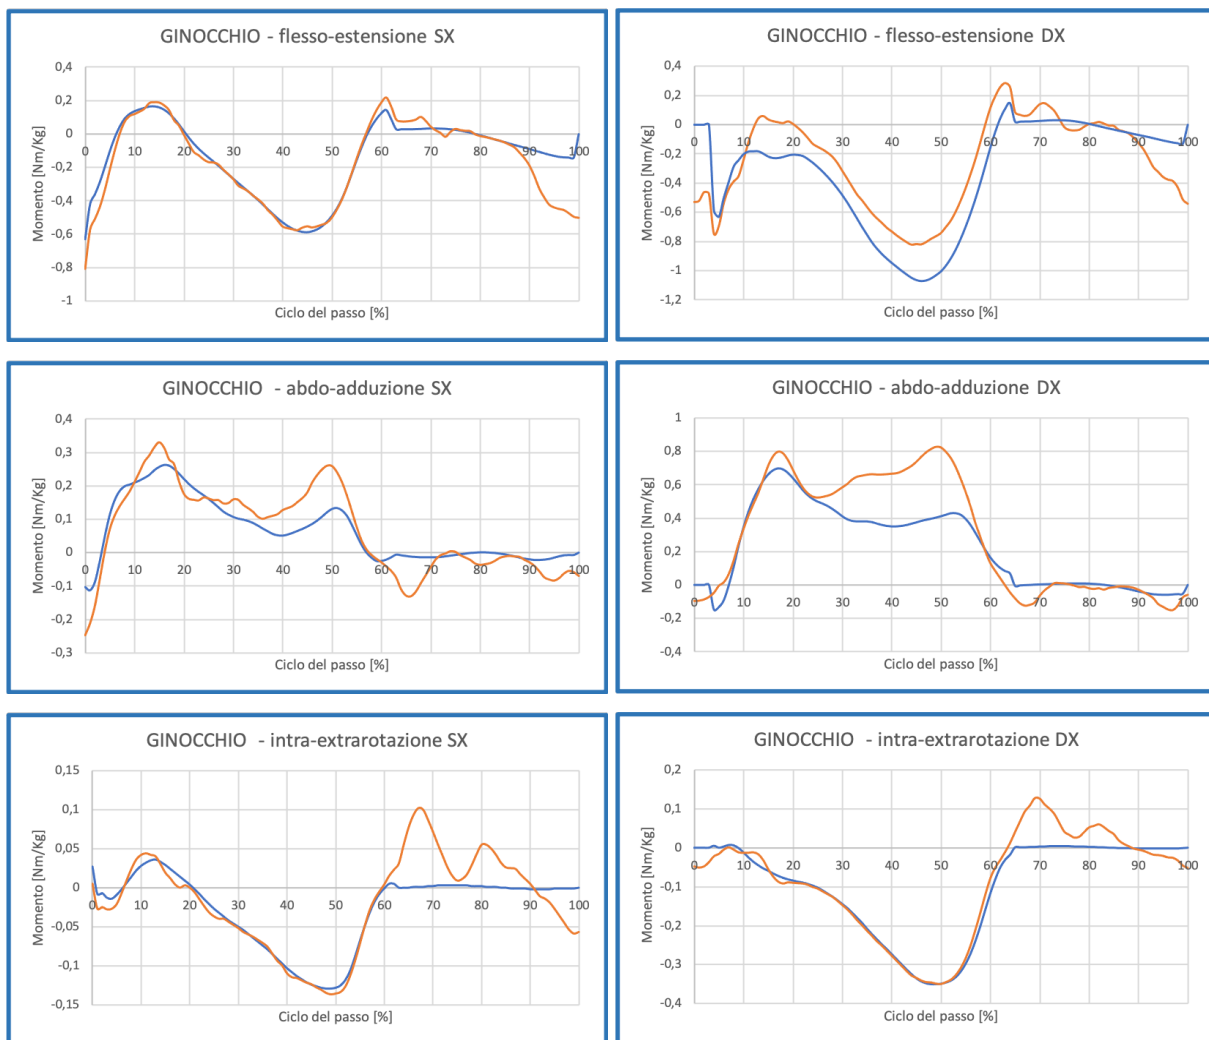 GINOCCHIO - flesso-estensione SX
0,4
0,2
0
-0,2
-0,4
-0,6
-0,8
-1
0 10 20 30 40 50 60 70 80 90 100
Momento [Nm/Kg]
Ciclo del passo [%]
GINOCCHIO - flesso-estensione DX
0,4
0,2
0
-0,2
-0,4
-0,6
-0,8
-1
-1,2
0 10 20 30 40 50 60 70 80 90 100
Momento [Nm/Kg]
Ciclo del passo [%]
GINOCCHIO - abdo-adduzione SX
0,4
0,3
0,2
0,1
0
-0,1
-0,2
-0,3
0 10 20 30 40 50 60 70 80 90 100
Momento [Nm/Kg]
Ciclo del passo [%]
GINOCCHIO - abdo-adduzione DX
1
0,8
0,6
0,4
0,2
0
-0,2
-0,4
0 10 20 30 40 50 60 70 80 90 100
Momento [Nm/Kg]
Ciclo del passo [%]
GINOCCHIO - intra-extrarotazione SX
0,15
0,1
0,05
0
-0,05
-0,1
-0,15
0 10 20 30 40 50 60 70 80 90 100
Momento [Nm/Kg]
Ciclo del passo [%]
GINOCCHIO - intra-extrarotazione DX
0,2
0,1
0
-0,1
-0,2
-0,3
-0,4
0 10 20 30 40 50 60 70 80 90 100
Momento [Nm/Kg]
Ciclo del passo [%]